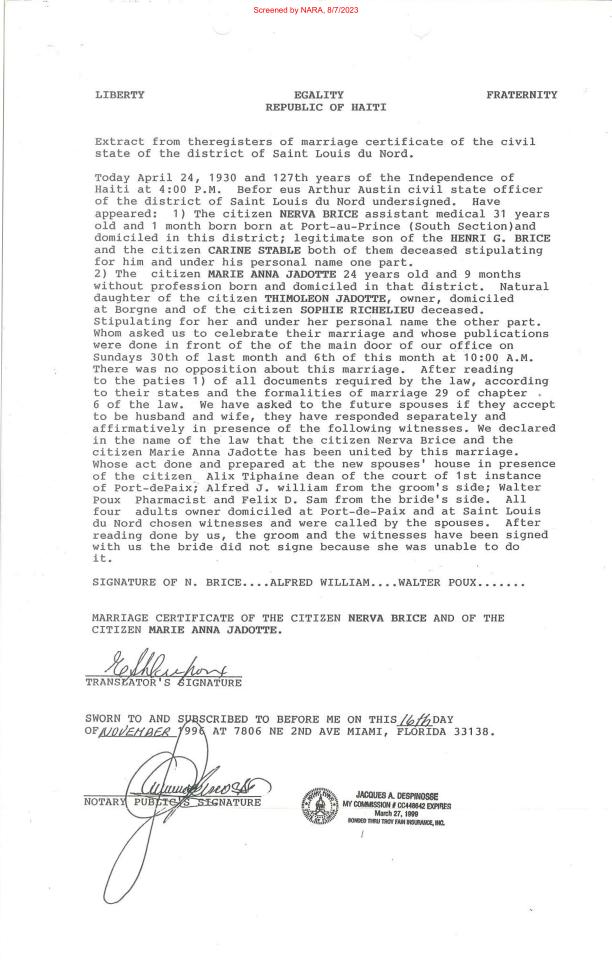 Screened by NARA, 8/7/2023
LIBERTY EGALITY FRATERNITY
REPUBLIC OF HAITI
Extract from theregisters of marriage certificate of the civil
state of the district of Saint Louis du Nord.
Today April 24, 1930 and 127th years of the Independence of
Haiti at 4:00 P.M. Befor eus Arthur Austin civil state officer
of the district of Saint Louis du Nord undersigned. Have
appeared: 1) The citizen NERVA BRICE assistant medical 31 years
old and 1 month born born at Port-au-Prince (South Section)and
domiciled in this district; legitimate son of the HENRI G. BRICE
and the citizen CARINE STABLE both of them deceased stipulating
for him and under his personal name one part.
2) The citizen MARIE ANNA JADOTTE 24 years old and 9 months
without profession born and domiciled in that district. Natural
daughter of the citizen THIMOLEON JADOTTE, owner, domiciled
at Borgne and of the citizen SOPHIE RICHELIEU deceased.
Stipulating for her and under her personal name the other part.
Whom asked us to celebrate their marriage and whose publications
were done in front of the of the main door of our office on
Sundays 30th of last month and 6th of this month at 10:00 A.M.
There was no opposition about this marriage. After reading
to the paties 1) of all documents required by the law, according
to their states and the formalities of marriage 29 of chapter
6 of the law. We have asked to the future spouses if they accept
to be husband and wife, they have responded separately and
affirmatively in presence of the following witnesses. We declared
in the name of the law that the citizen Nerva Brice and the
citizen Marie Anna Jadotte has been united by this marriage.
Whose act done and prepared at the new spouses' house in presence
of the citizen Alix Tiphaine dean of the court of 1st instance
of Port-dePaix; Alfred J. william from the groom's side; Walter
Poux Pharmacist and Felix D. Sam from the bride's side. All
four adults owner domiciled at Port-de-Paix and at Saint Louis
du Nord chosen witnesses and were called by the spouses. After
reading done by us, the groom and the witnesses have been signed
with us the bride did not signe because she was unable to do
it.
SIGNATURE OF N. BRICE....ALFRED WILLIAM....WALTER POUX.......
MARRIAGE CERTIFICATE OF THE CITIZEN NERVA BRICE AND OF THE
CITIZEN MARIE ANNA JADOTTE.
TRANSLATOR'S SIGNATURE
SWORN TO AND SUBSCRIBED TO BEFORE ME ON THIS 16th DAY
OF NOVEMBER 1996 AT 7806 NE 2ND AVE MIAMI, FLORIDA 33138.
NOTARY PUBLIC'S SIGNATURE
JACQUES A. DESPINOSSE
MY COMMISSION # CC448642 EXPIRES
March 27, 1999
BONDED THRU TROY FAIN INSURANCE, INC.